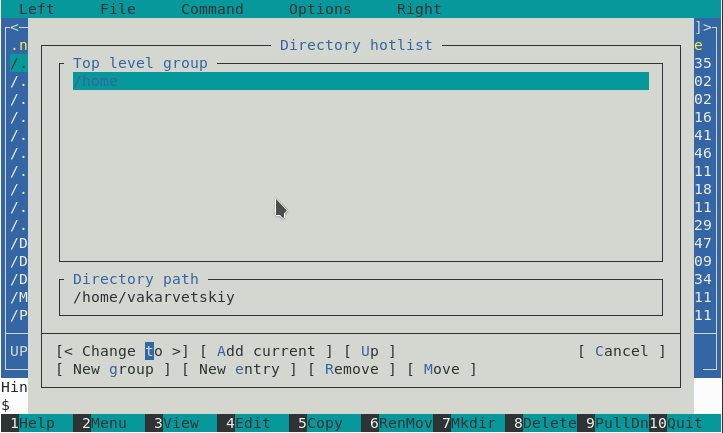 Left File Command Options Right
<─ Directory hotlist ]>
.n Top level group e
/. /home 35
/. 02
/. 02
/. 16
/. 41
/. 46
/. 11
/. 18
/. 11
/. 29
/D 47
/D Directory path 09
/D /home/vakarvetskiy 34
/M 11
/P 11
UP [< Change to >] [ Add current ] [ Up ] [ Cancel ]
[ New group ] [ New entry ] [ Remove ] [ Move ]
Hin
$
1Help 2Menu 3View 4Edit 5Copy 6RenMov 7Mkdir 8Delete 9PullDn 10Quit